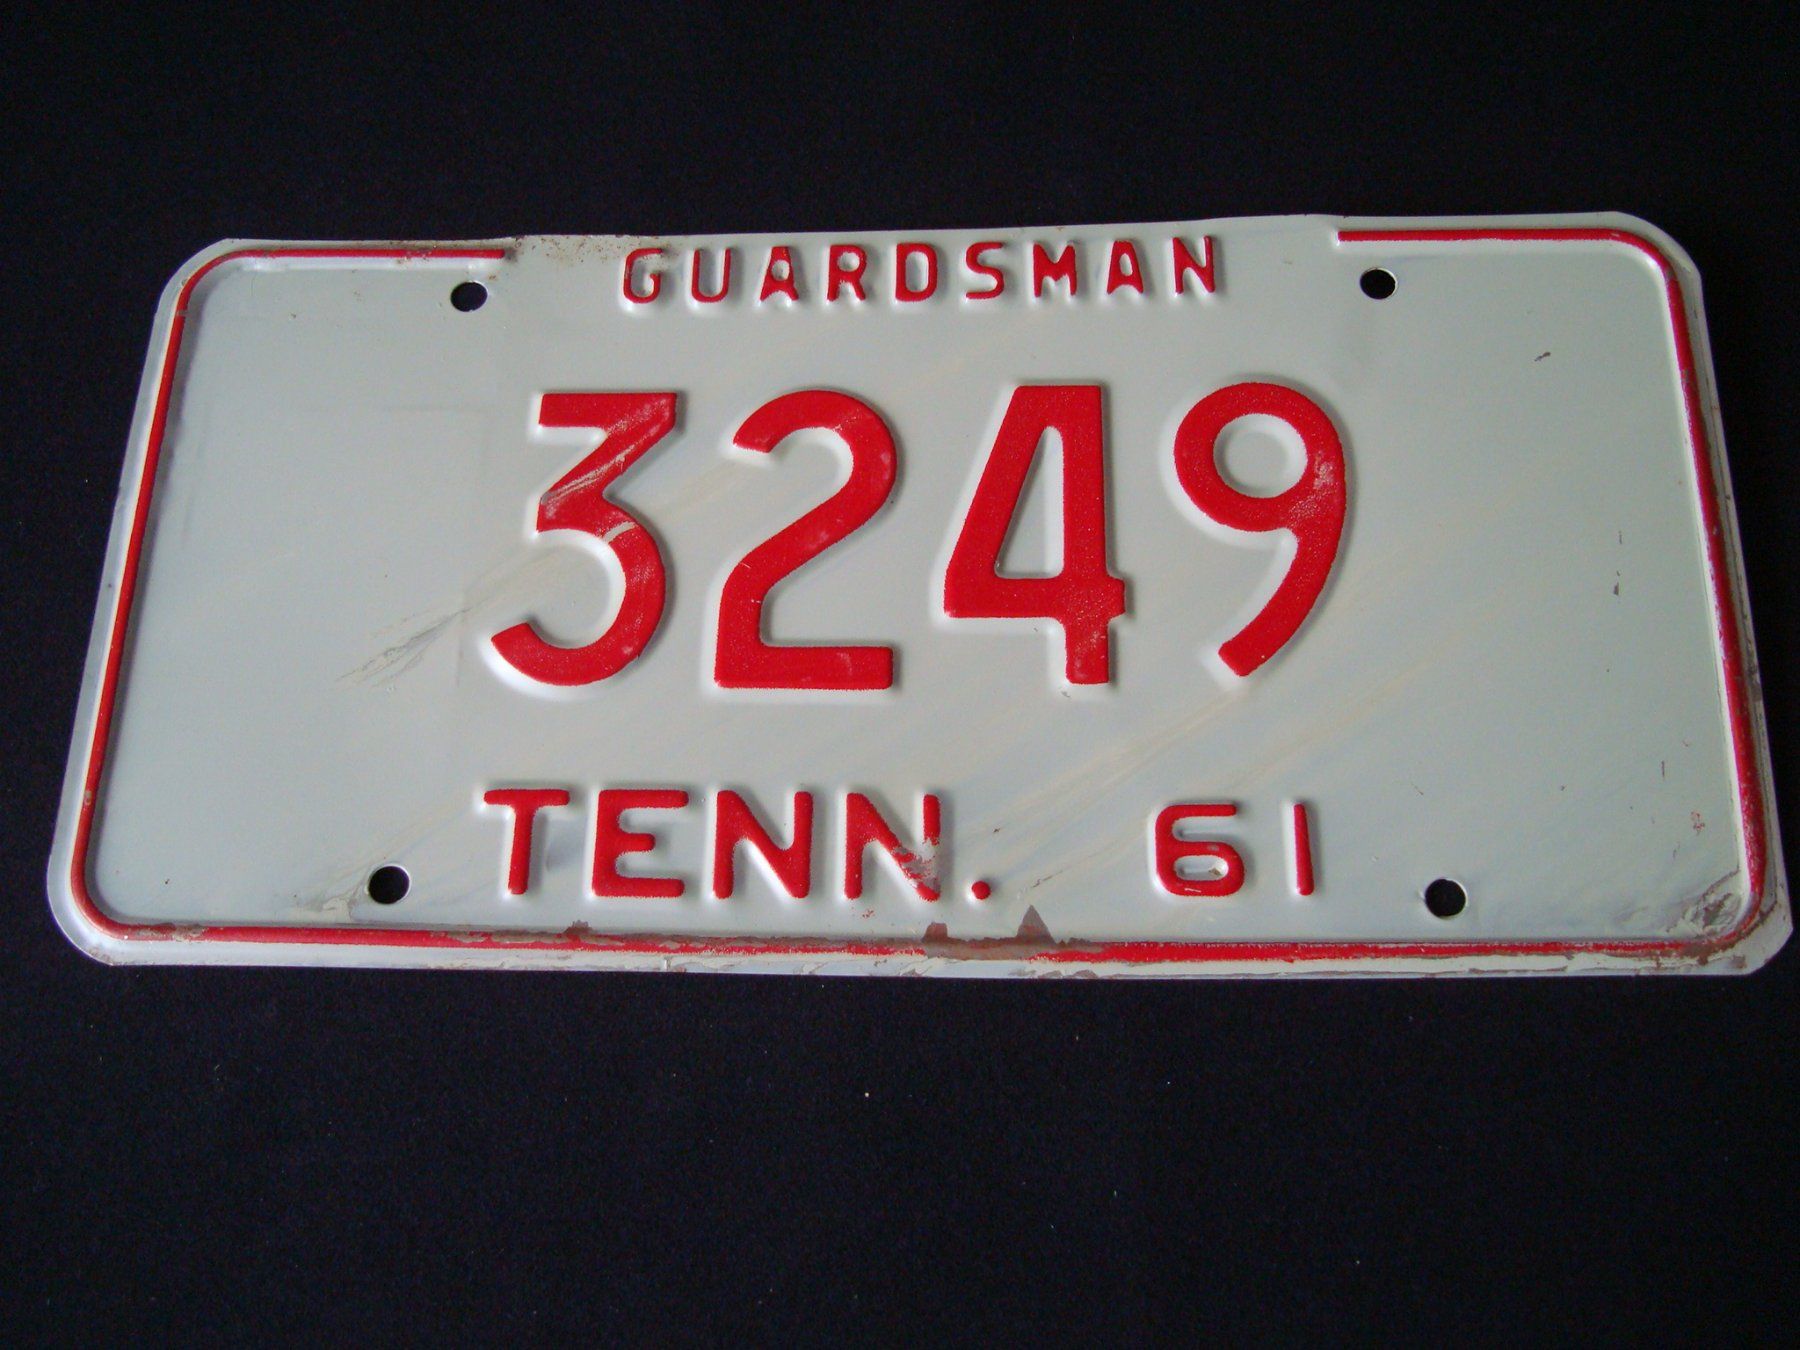 GUARDSMAN
3249
TENN. 61